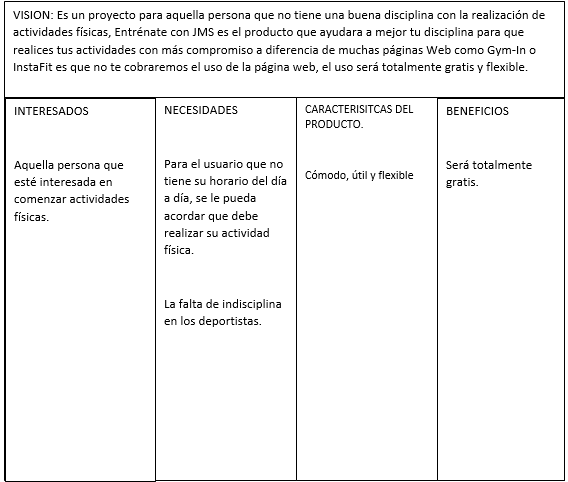 VISION: Es un proyecto para aquella persona que no tiene una buena disciplina con la realización de
actividades físicas, Entrénate con JMS es el producto que ayudara a mejor tu disciplina para que
realices tus actividades con más compromiso a diferencia de muchas páginas Web como Gym-In o
InstaFit es que no te cobraremos el uso de la página web, el uso será totalmente gratis y flexible.
INTERESADOS
Aquella persona que
esté interesada en
comenzar actividades
físicas.
NECESIDADES
Para el usuario que no
tiene su horario del día
a día, se le pueda
acordar que debe
realizar su actividad
física.
La falta de indisciplina
en los deportistas.
CARACTERISITCAS DEL
PRODUCTO.
Cómodo, útil y flexible
BENEFICIOS
Será totalmente
gratis.